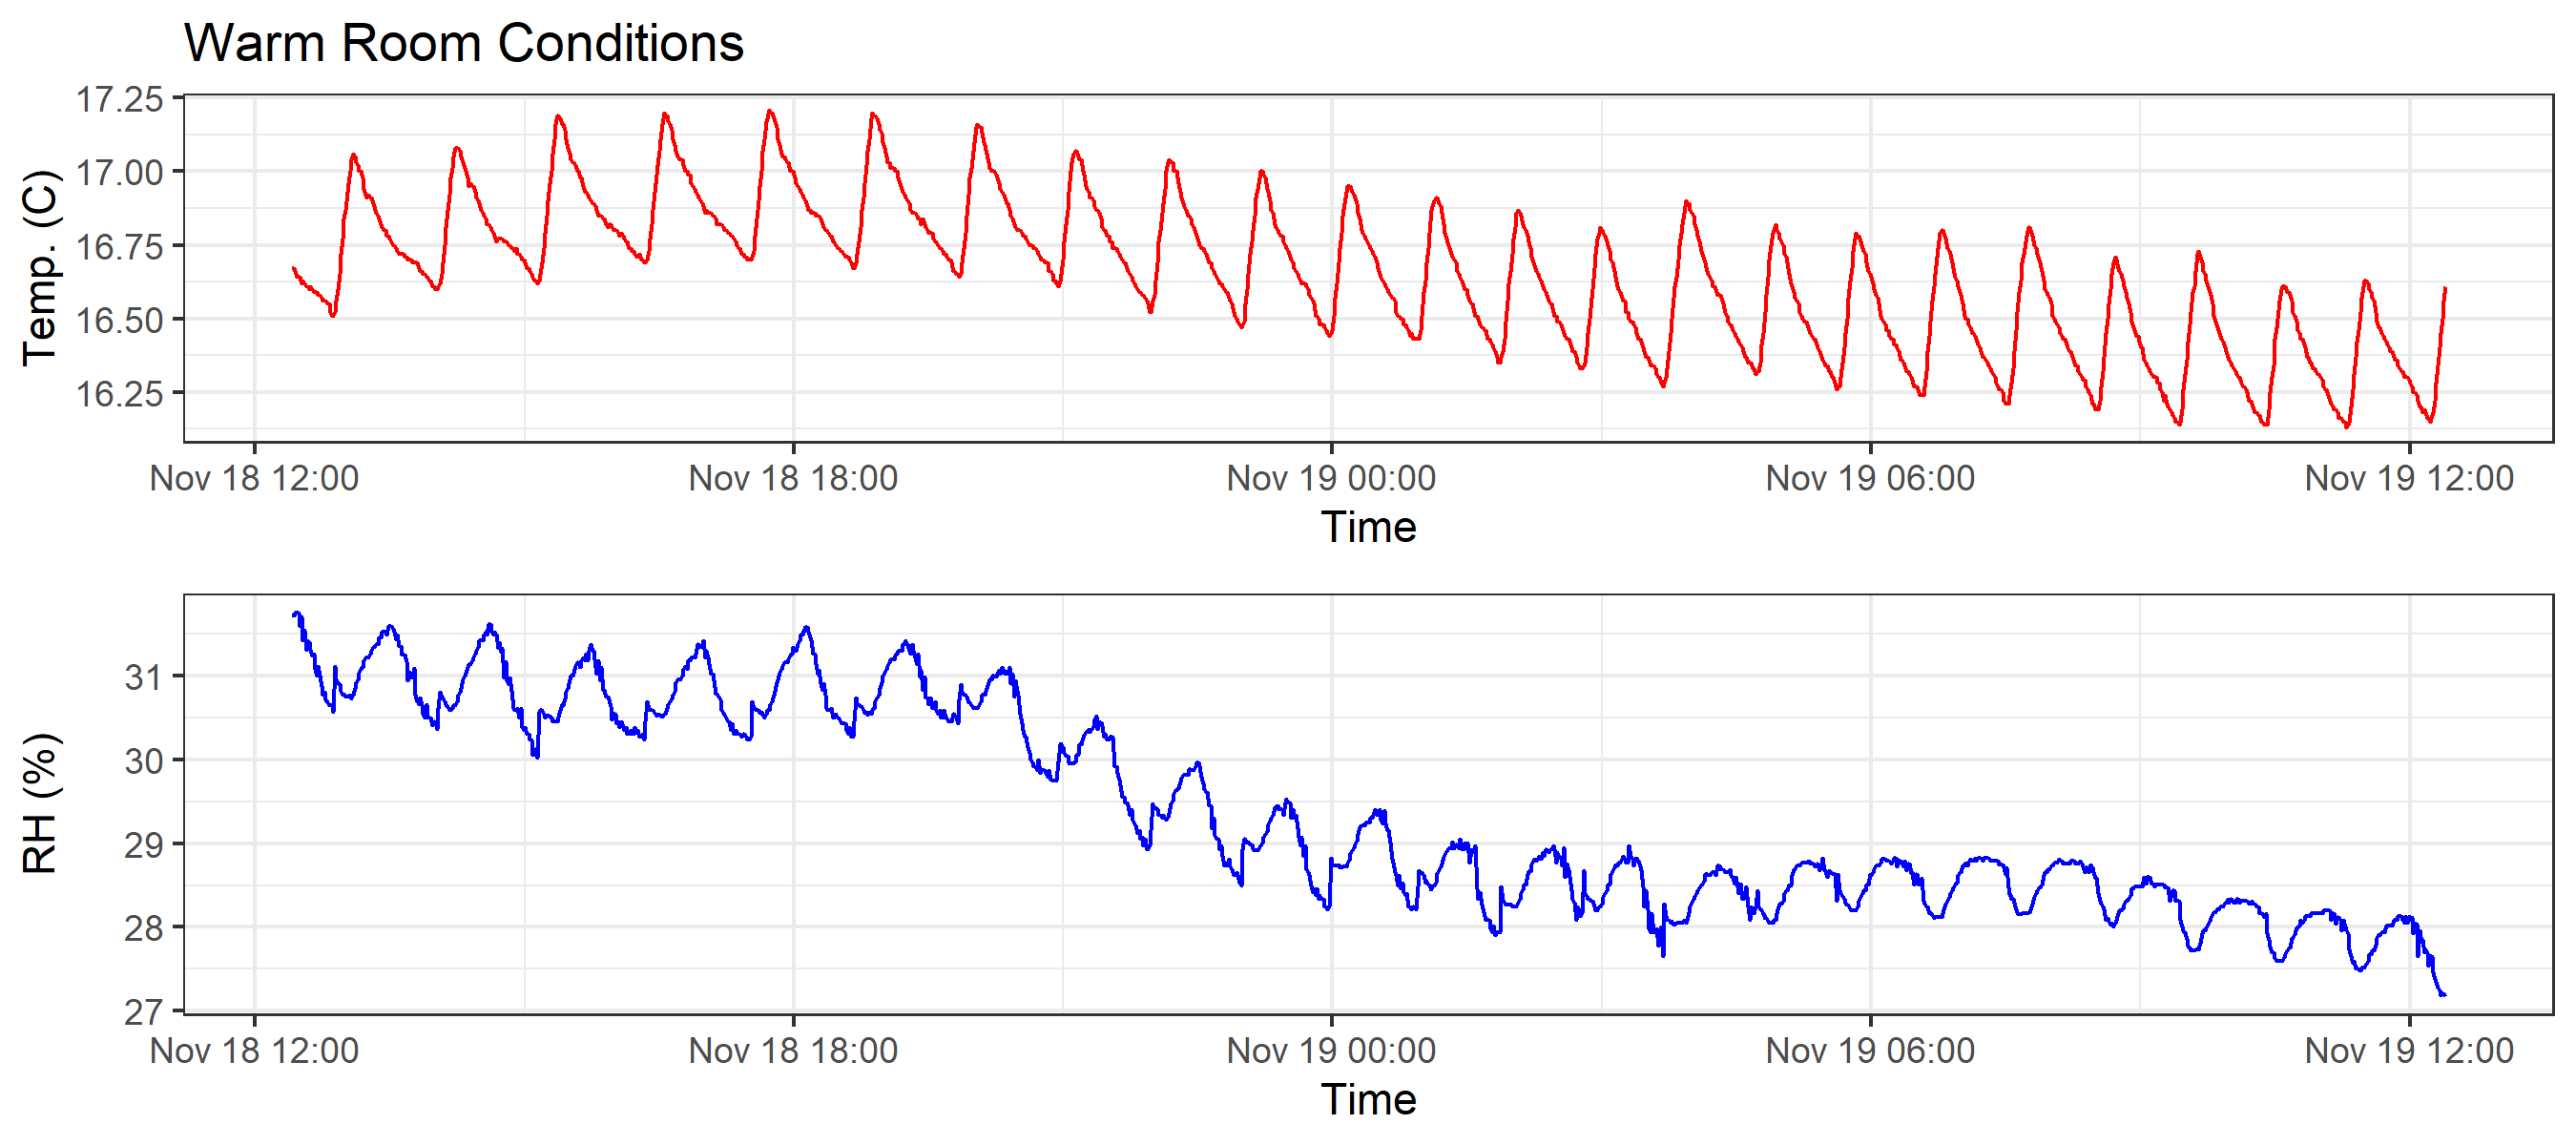 Warm Room Conditions
17.25
17.00
16.75
16.50
16.25
Temp. (C)
Nov 18 12:00 Nov 18 18:00 Nov 19 00:00 Nov 19 06:00 Nov 19 12:00
Time
31
30
29
28
27
RH (%)
Nov 18 12:00 Nov 18 18:00 Nov 19 00:00 Nov 19 06:00 Nov 19 12:00
Time